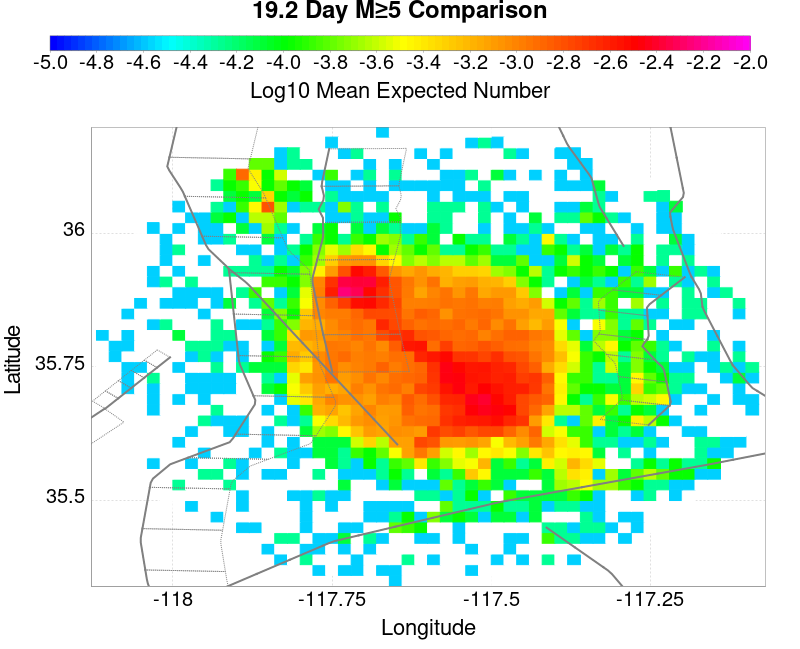 19.2 Day M≥5 Comparison
-5.0 -4.8 -4.6 -4.4 -4.2 -4.0 -3.8 -3.6 -3.4 -3.2 -3.0 -2.8 -2.6 -2.4 -2.2 -2.0
Log10 Mean Expected Number
36
35.75
35.5
Latitude
-118 -117.75 -117.5 -117.25
Longitude